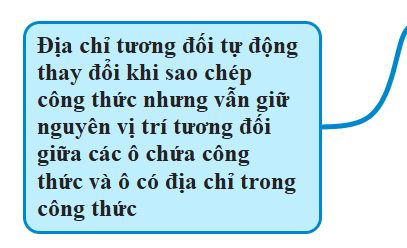 Địa chỉ tương đối tự động
thay đổi khi sao chép
công thức nhưng vẫn giữ
nguyên vị trí tương đối
giữa các ô chứa công
thức và ô có địa chỉ trong
công thức